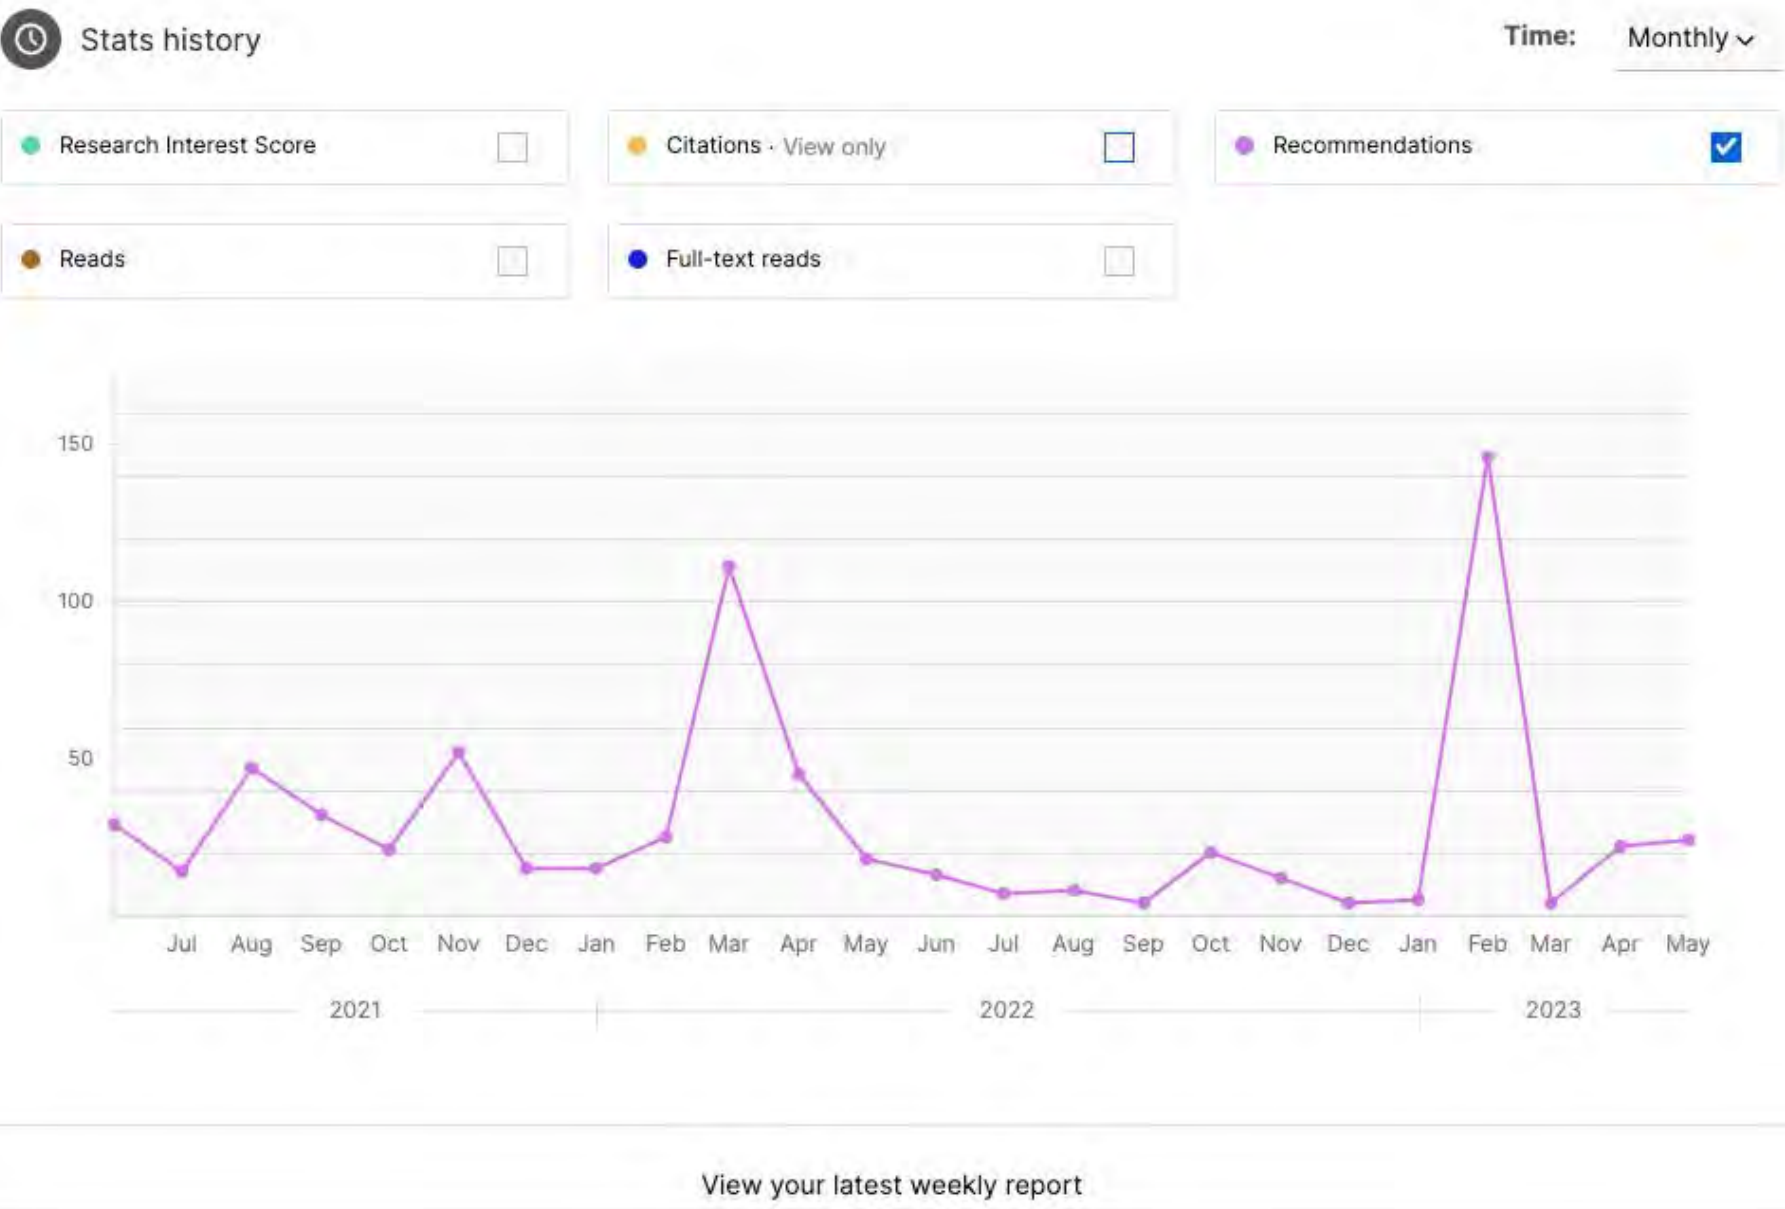 Stats history
Time: Monthly
Research Interest Score
Citations · View only
Recommendations
Reads
Full-text reads
150
100
50
Jul Aug Sep Oct Nov Dec Jan Feb Mar Apr May Jun Jul Aug Sep Oct Nov Dec Jan Feb Mar Apr May
2021 2022 2023
View your latest weekly report